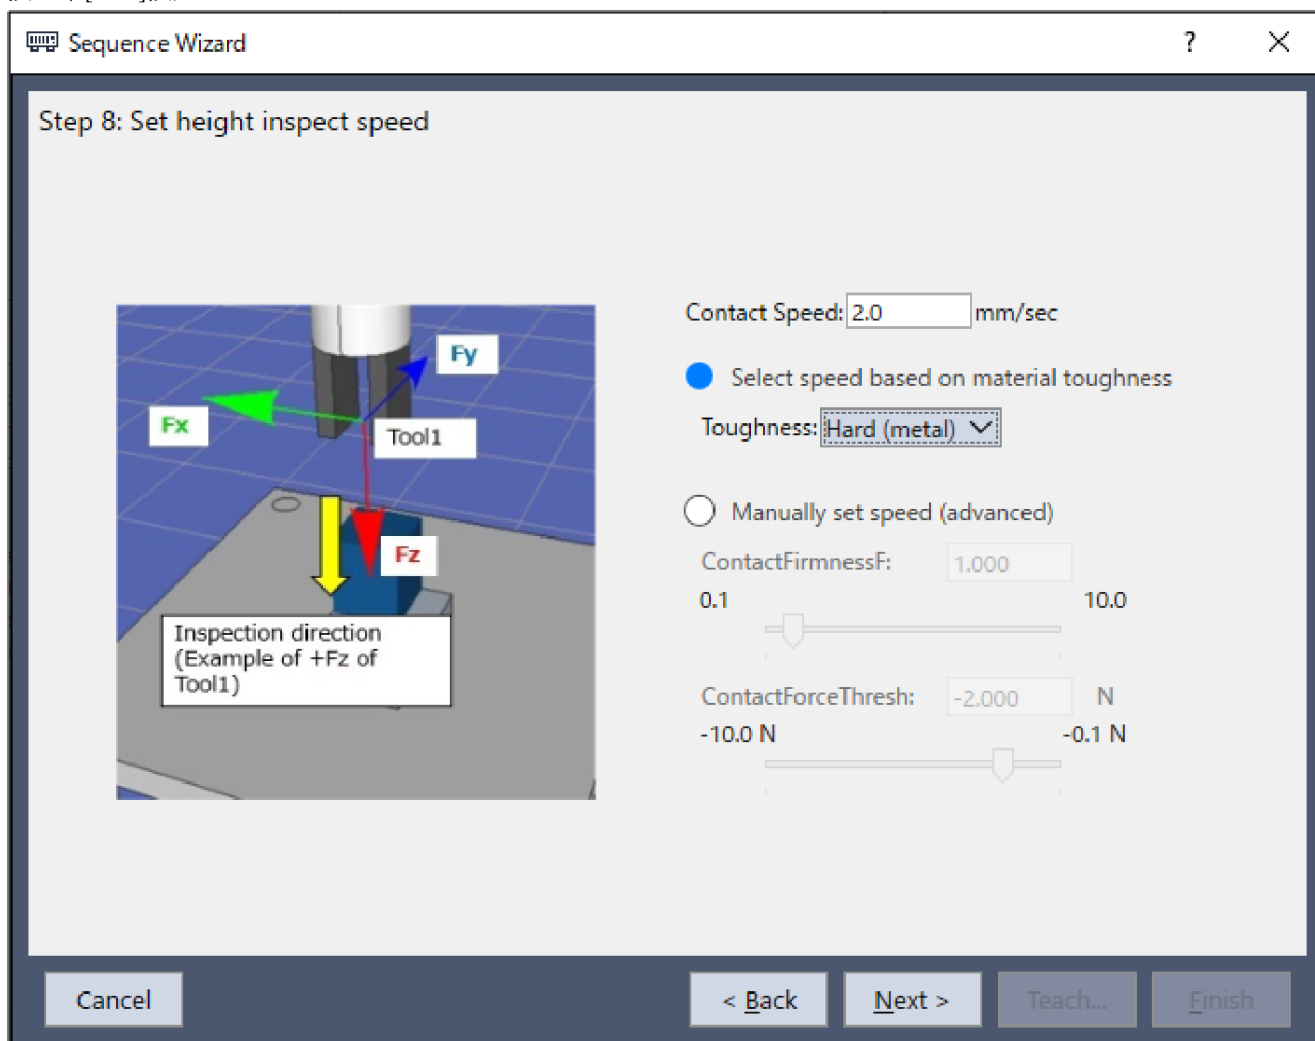 Sequence Wizard
?
Step 8: Set height inspect speed
Fy
Fx
Tool1
Fz
Inspection direction
(Example of +Fz of
Tool1)
Contact Speed: 2.0 mm/sec
Select speed based on material toughness
Toughness: Hard (metal)
Manually set speed (advanced)
ContactFirmnessF: 1.000
0.1 10.0
ContactForceThresh: -2.000 N
-10.0 N -0.1 N
Cancel
< Back
Next >
Teach...
Finish